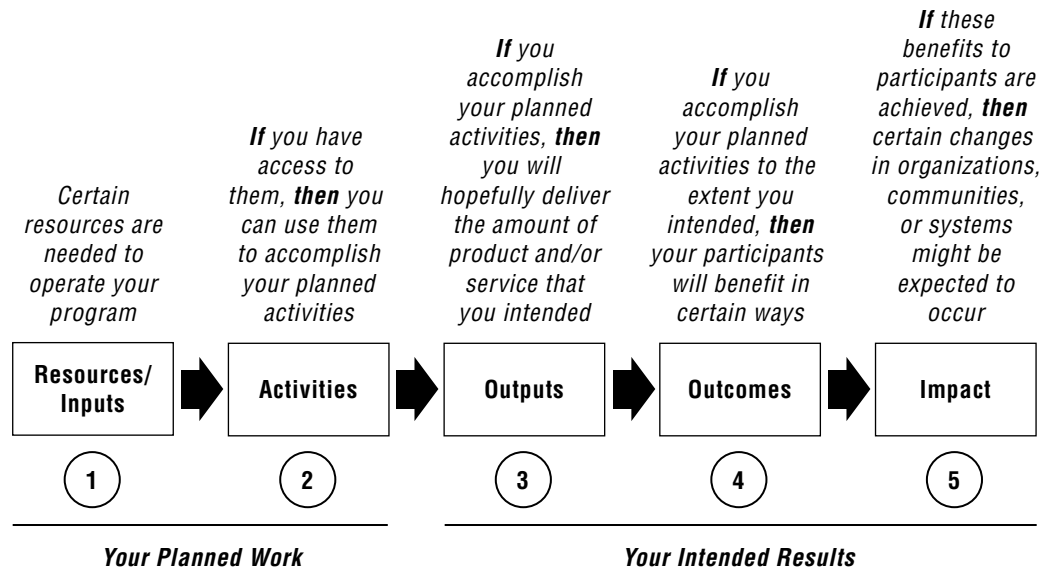 Certain
resources are
needed to
operate your
program
If you have
access to
them, then you
can use them
to accomplish
your planned
activities
If you
accomplish
your planned
activities, then
you will
hopefully deliver
the amount of
product and/or
service that
you intended
If you
accomplish
your planned
activities to the
extent you
intended, then
your participants
will benefit in
certain ways
If these
benefits to
participants are
achieved, then
certain changes
in organizations,
communities,
or systems
might be
expected to
occur
Resources/
Inputs
Activities
Outputs
Outcomes
Impact
1
2
3
4
5
Your Planned Work
Your Intended Results